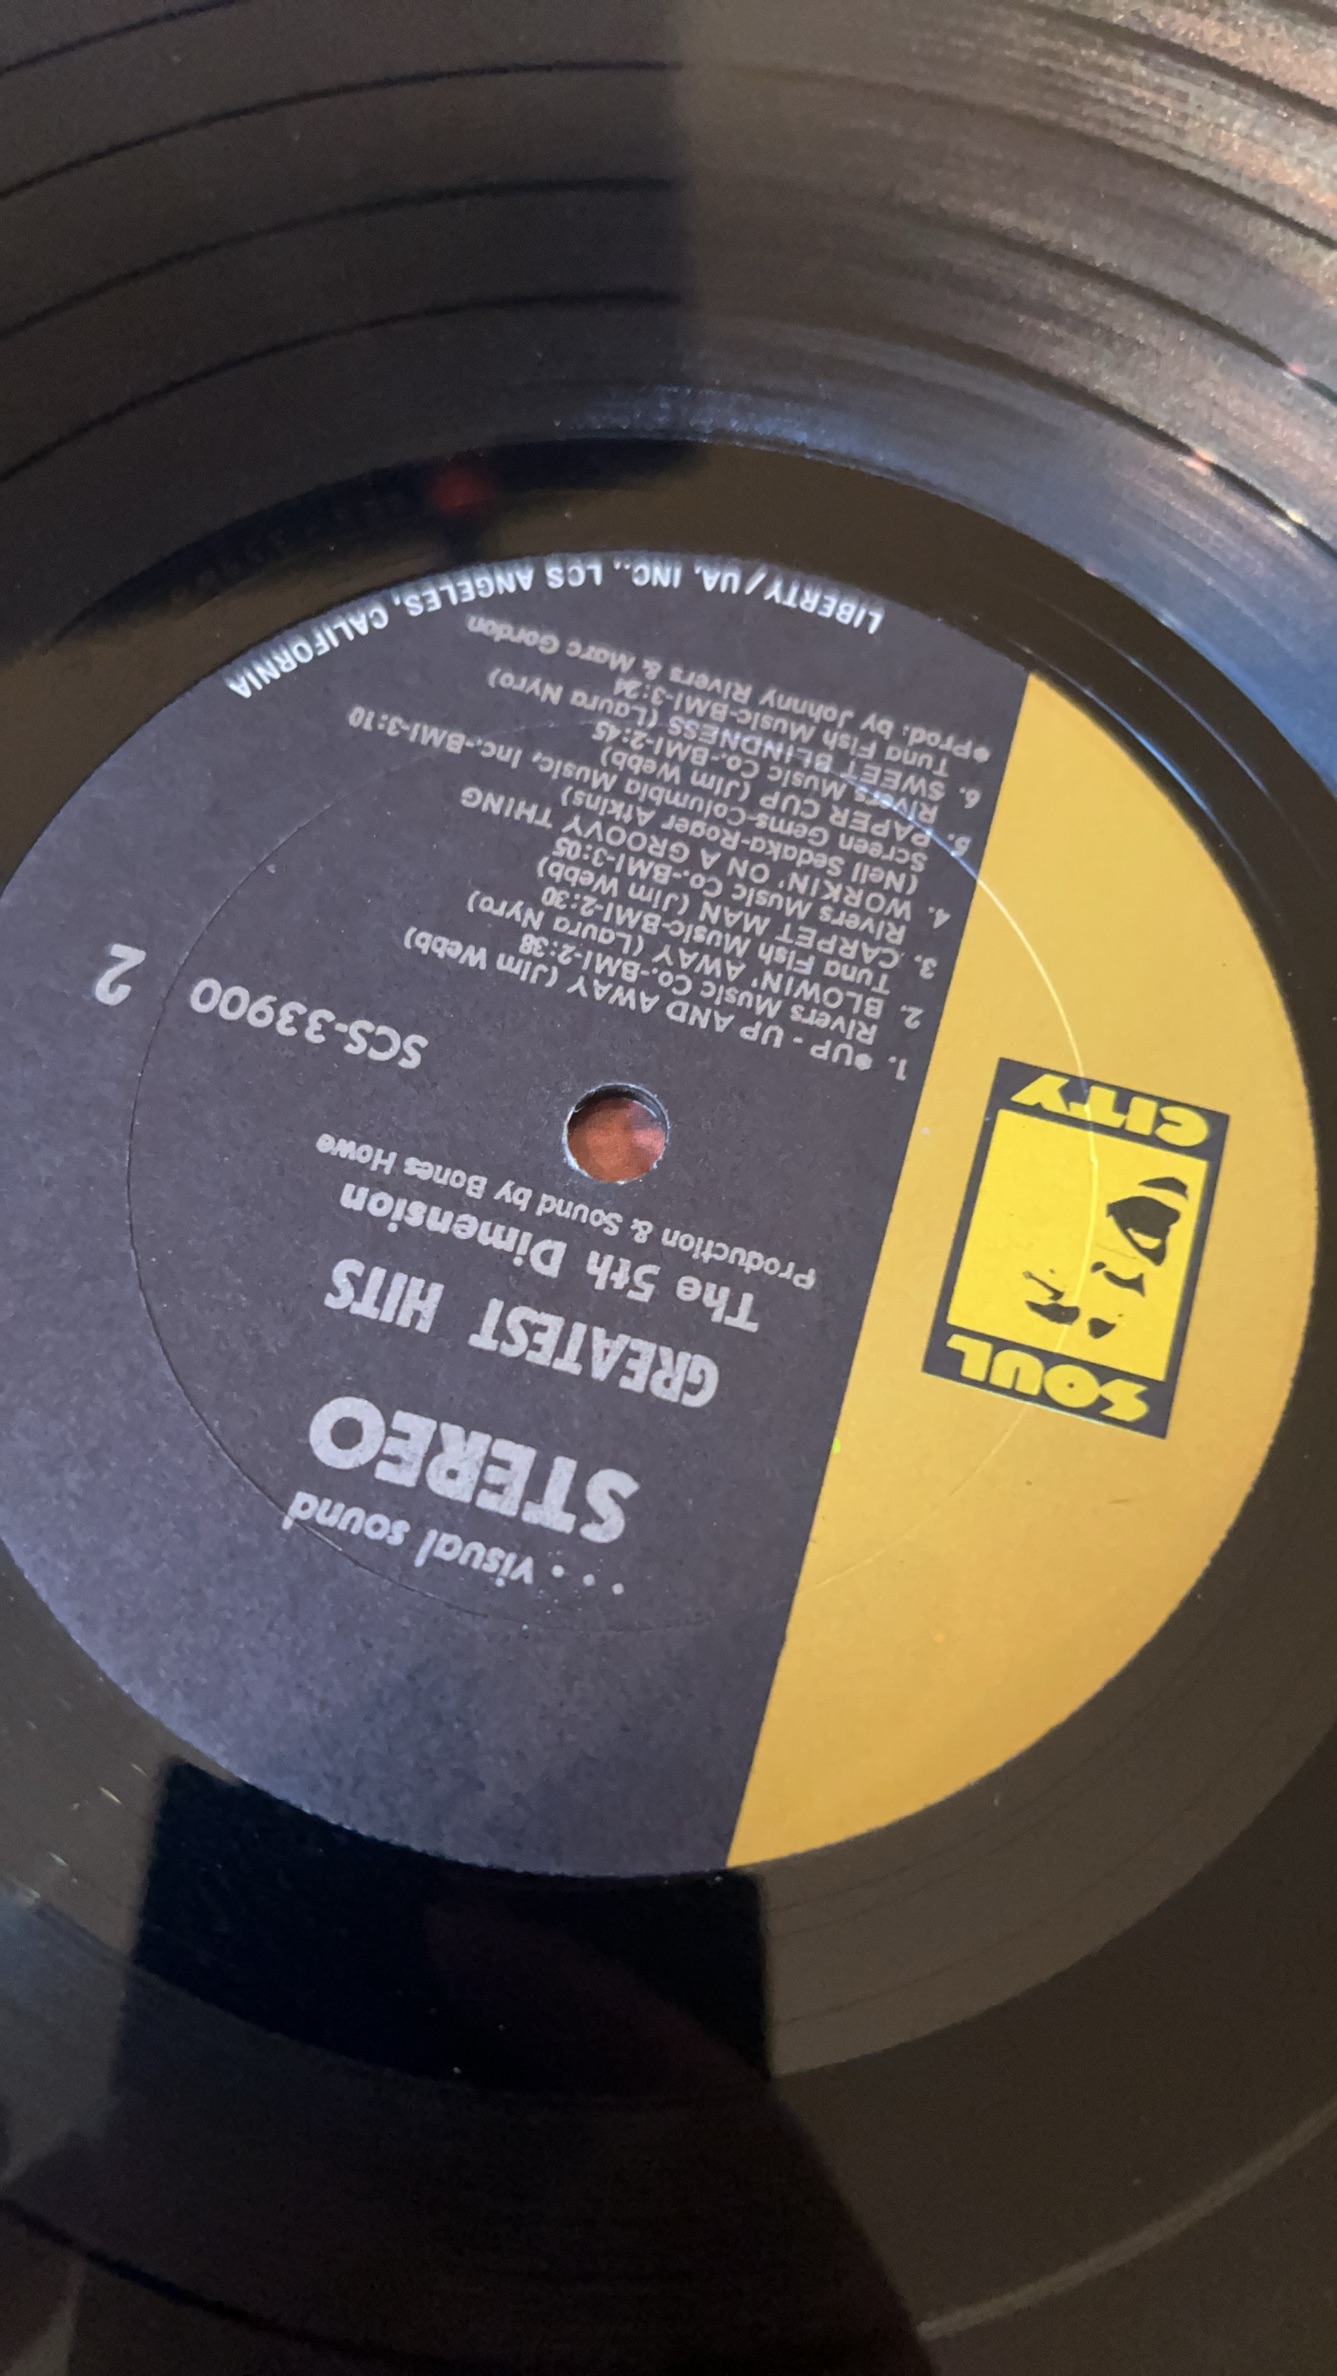 SOUL
CITY
. . . visual sound
STEREO
GREATEST HITS
The 5th Dimension
Production & Sound by Bones Howe
SCS-33900
2
1. •UP - UP AND AWAY (Jim Webb)
Rivers Music Co.-BMI-2:38
2. BLOWIN' AWAY (Laura Nyro)
Tuna Fish Music-BMI-2:30
3. CARPET MAN (Jim Webb)
Rivers Music Co.-BMI-3:05
4. WORKIN' ON A GROOVY THING
(Neil Sedaka-Roger Atkins)
Screen Gems-Columbia Music, Inc.-BMI-3:10
5. PAPER CUP (Jim Webb)
Rivers Music Co.-BMI-2:45
6. SWEET BLINDNESS (Laura Nyro)
Tuna Fish Music-BMI-3:24
•Prod. by Johnny Rivers & Marc Gordon
LIBERTY/UA, INC., LOS ANGELES, CALIFORNIA